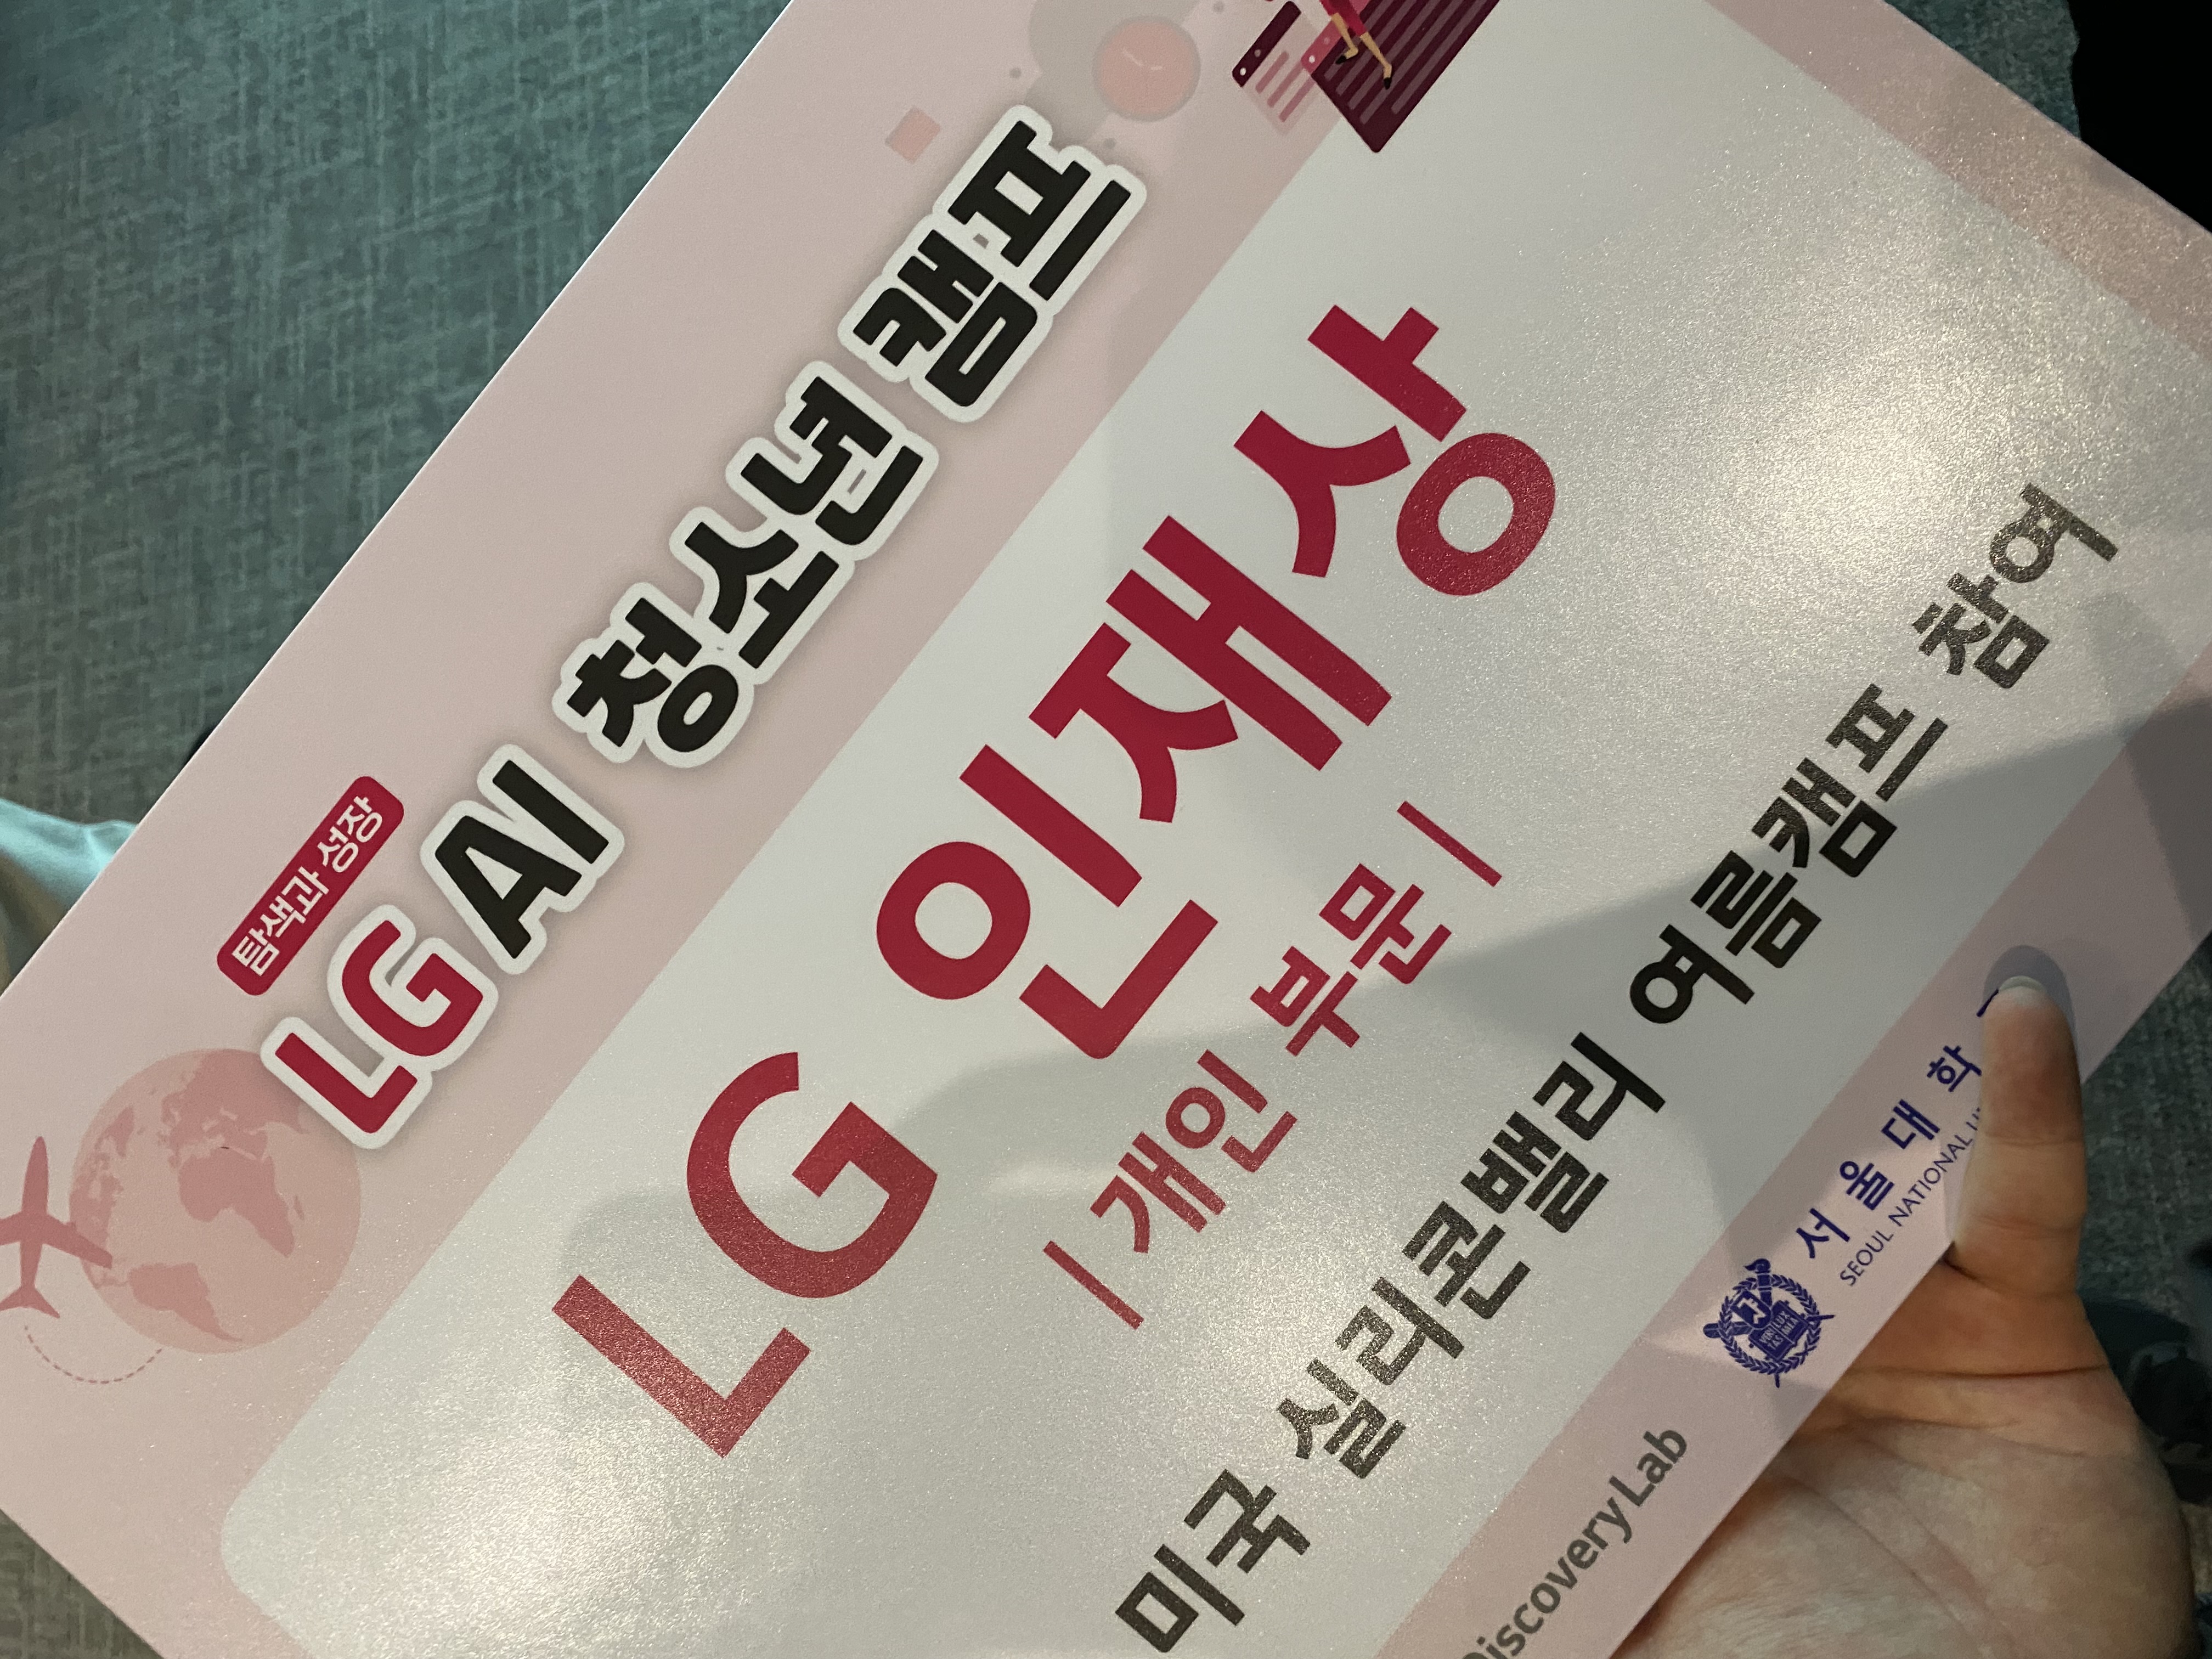 탐색과 성장
LG AI 청소년 캠프
LG 인재상
| 개인 부문 |
미국 실리콘밸리 여름캠프 참여
DiscoveryLab
서울대학
SEOUL NATIONAL